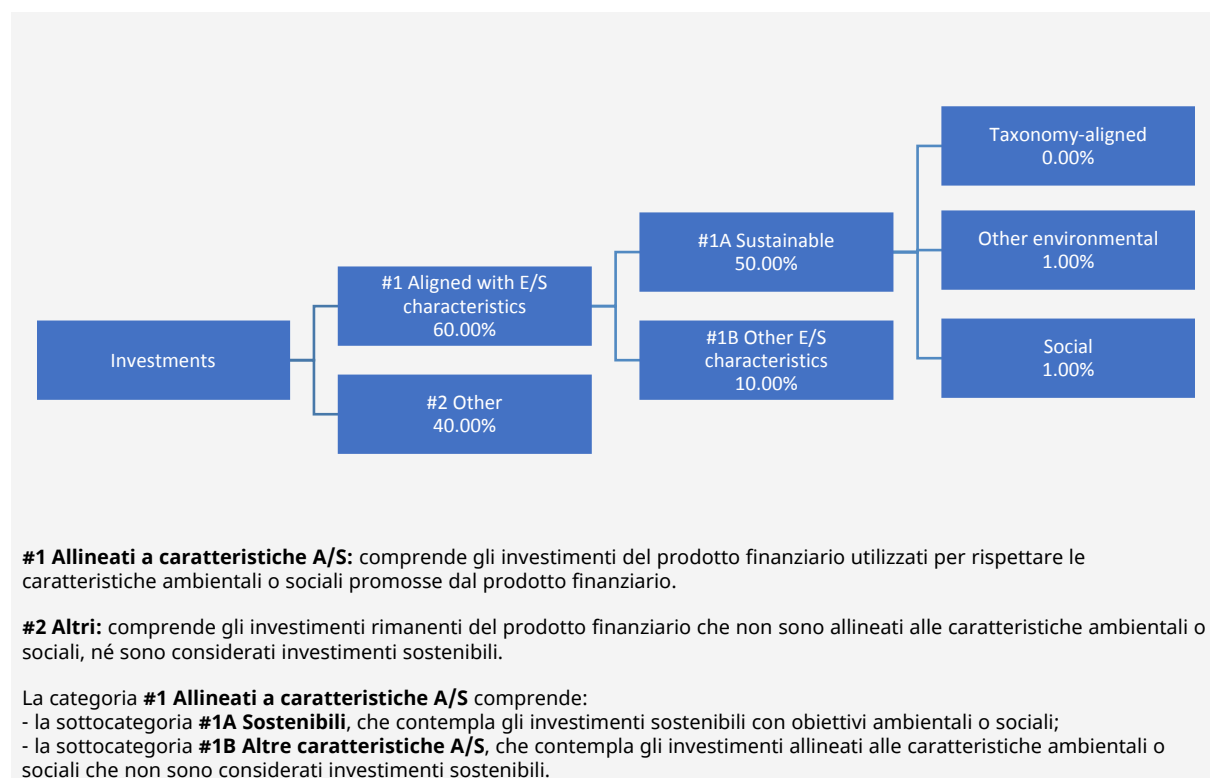 Investments
#1 Aligned with E/S
characteristics
60.00%
#2 Other
40.00%
#1A Sustainable
50.00%
#1B Other E/S
characteristics
10.00%
Taxonomy-aligned
0.00%
Other environmental
1.00%
Social
1.00%
#1 Allineati a caratteristiche A/S: comprende gli investimenti del prodotto finanziario utilizzati per rispettare le
caratteristiche ambientali o sociali promosse dal prodotto finanziario.
#2 Altri: comprende gli investimenti rimanenti del prodotto finanziario che non sono allineati alle caratteristiche ambientali o
sociali, né sono considerati investimenti sostenibili.
La categoria #1 Allineati a caratteristiche A/S comprende:
- la sottocategoria #1A Sostenibili, che contempla gli investimenti sostenibili con obiettivi ambientali o sociali;
- la sottocategoria #1B Altre caratteristiche A/S, che contempla gli investimenti allineati alle caratteristiche ambientali o
sociali che non sono considerati investimenti sostenibili.